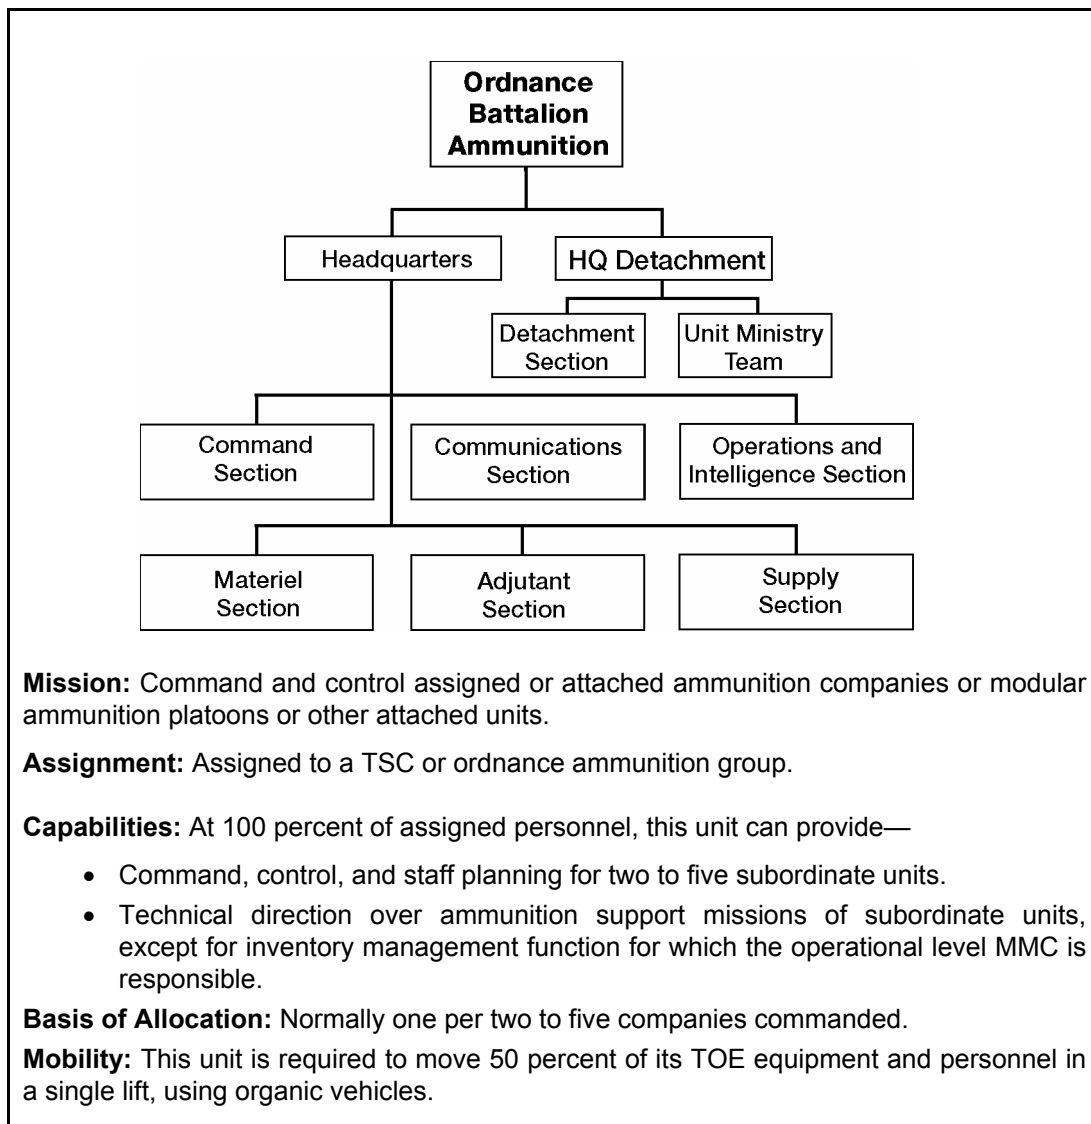 Ordnance
Battalion
Ammunition
Headquarters
HQ Detachment
Detachment
Section
Unit Ministry
Team
Command
Section
Communications
Section
Operations and
Intelligence Section
Materiel
Section
Adjutant
Section
Supply
Section
Mission: Command and control assigned or attached ammunition companies or modular
ammunition platoons or other attached units.
Assignment: Assigned to a TSC or ordnance ammunition group.
Capabilities: At 100 percent of assigned personnel, this unit can provide—
• Command, control, and staff planning for two to five subordinate units.
• Technical direction over ammunition support missions of subordinate units,
except for inventory management function for which the operational level MMC is
responsible.
Basis of Allocation: Normally one per two to five companies commanded.
Mobility: This unit is required to move 50 percent of its TOE equipment and personnel in
a single lift, using organic vehicles.